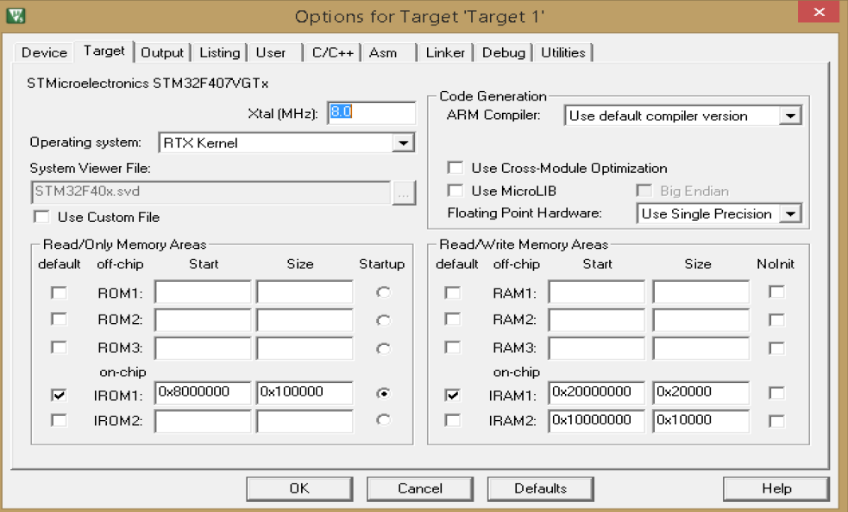 Options for Target 'Target 1'
Device Target Output Listing User C/C++ Asm Linker Debug Utilities
STMicroelectronics STM32F407VGTx
Xtal (MHz): 8.0
Operating system: RTX Kernel
System Viewer File:
STM32F40x.svd ...
Use Custom File
Code Generation
ARM Compiler: Use default compiler version
Use Cross-Module Optimization
Use MicroLIB Big Endian
Floating Point Hardware: Use Single Precision
Read/Only Memory Areas
default off-chip Start Size Startup
ROM1:
ROM2:
ROM3:
on-chip
IROM1: 0x8000000 0x100000
IROM2:
Read/Write Memory Areas
default off-chip Start Size NoInit
RAM1:
RAM2:
RAM3:
on-chip
IRAM1: 0x20000000 0x20000
IRAM2: 0x10000000 0x10000
OK Cancel Defaults Help